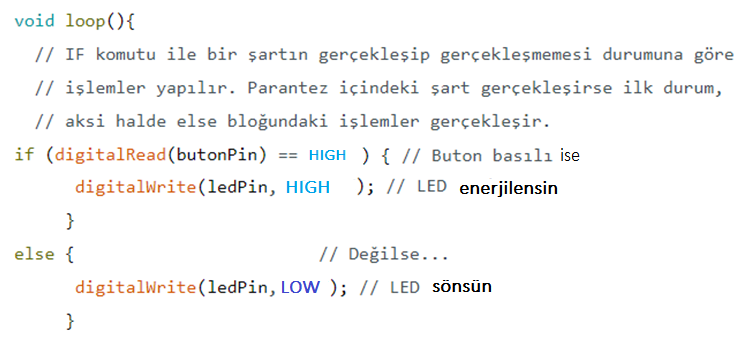 void loop(){
// IF komutu ile bir şartın gerçekleşip gerçekleşmemesi durumuna göre
// işlemler yapılır. Parantez içindeki şart gerçekleşirse ilk durum,
// aksi halde else bloğundaki işlemler gerçekleşir.
if (digitalRead(butonPin) == HIGH ) { // Buton basılı ise
digitalWrite(ledPin, HIGH ); // LED enerjilensin
}
else { // Değilse...
digitalWrite(ledPin, LOW ); // LED sönsün
}